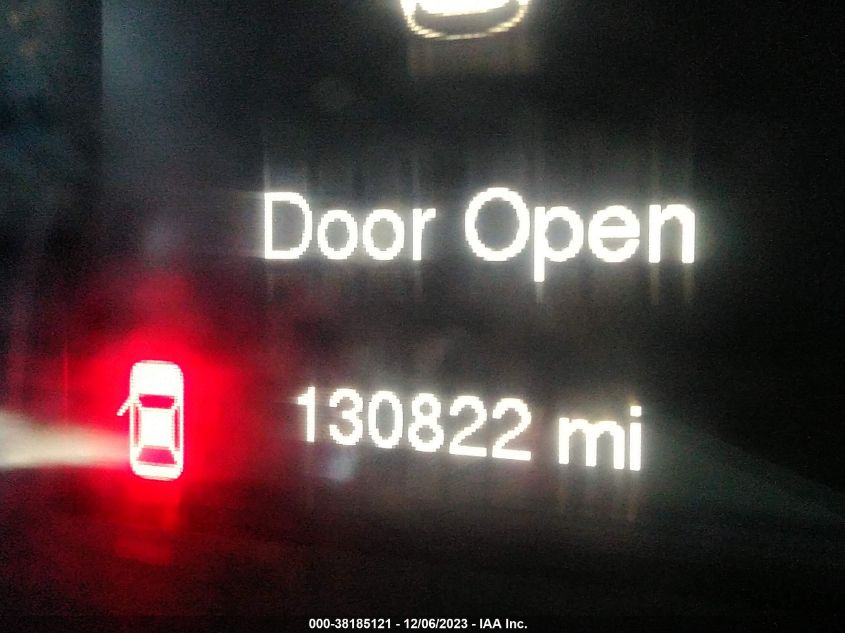 Door Open
130822 mi
000-38185121 - 12/06/2023 - IAA Inc.